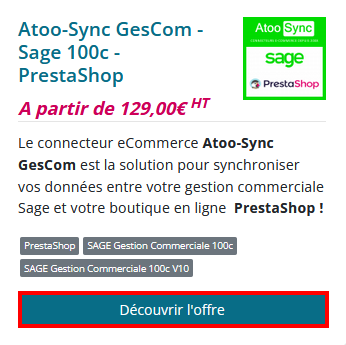 Atoo-Sync GesCom -
Sage 100c -
PrestaShop
Atoo Sync
sage
PrestaShop
A partir de 129,00€ HT
Le connecteur eCommerce Atoo-Sync
GesCom est la solution pour synchroniser
vos données entre votre gestion commerciale
Sage et votre boutique en ligne PrestaShop !
PrestaShop SAGE Gestion Commerciale 100c
SAGE Gestion Commerciale 100c V10
Découvrir l'offre